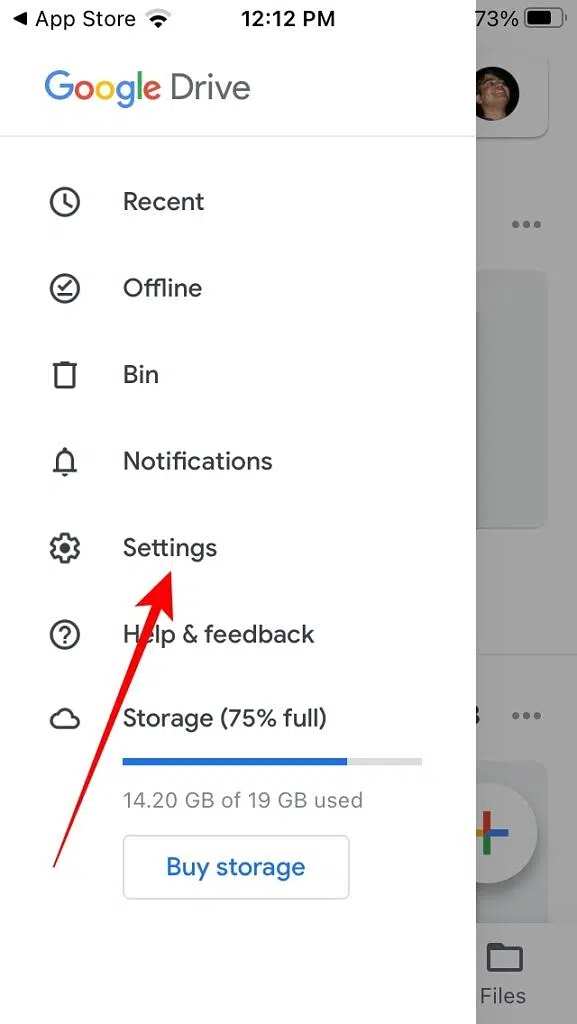 ◀ App Store 12:12 PM 73%
Google Drive
Recent
Offline
Bin
Notifications
Settings
Help & feedback
Storage (75% full)
14.20 GB of 19 GB used
Buy storage
Files